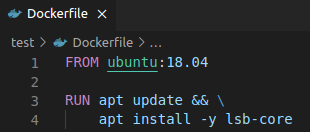 Dockerfile ×
test > Dockerfile > ...
1 FROM ubuntu:18.04
2
3 RUN apt update && \
4 apt install -y lsb-core